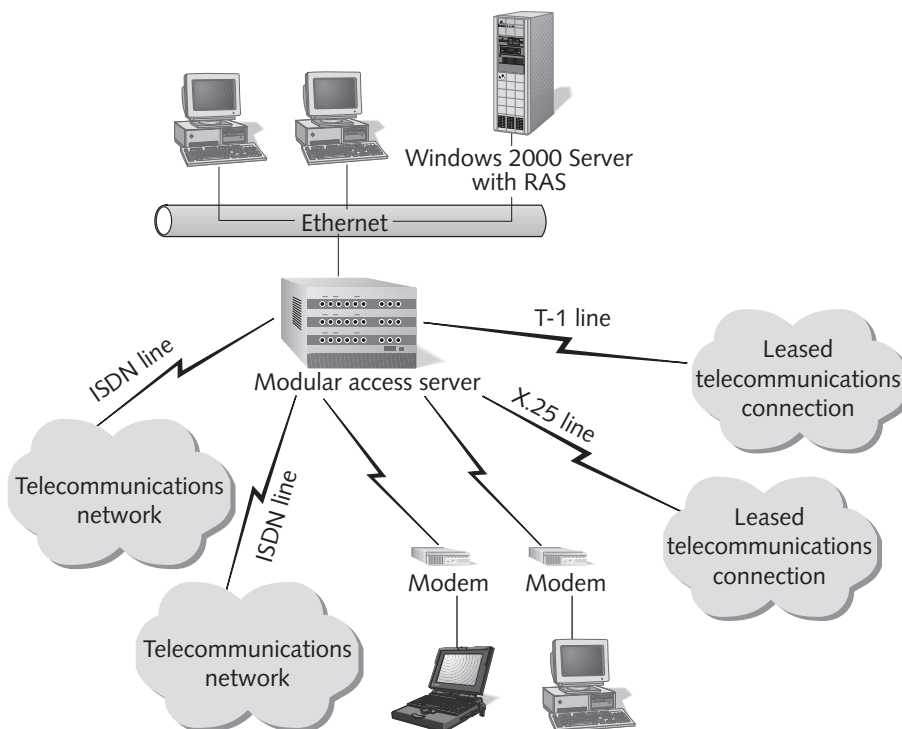 Windows 2000 Server
with RAS
Ethernet
T-1 line
Leased
telecommunications
connection
ISDN line
Modular access server
X.25 line
Telecommunications
network
ISDN line
Leased
telecommunications
connection
Modem
Modem
Telecommunications
network